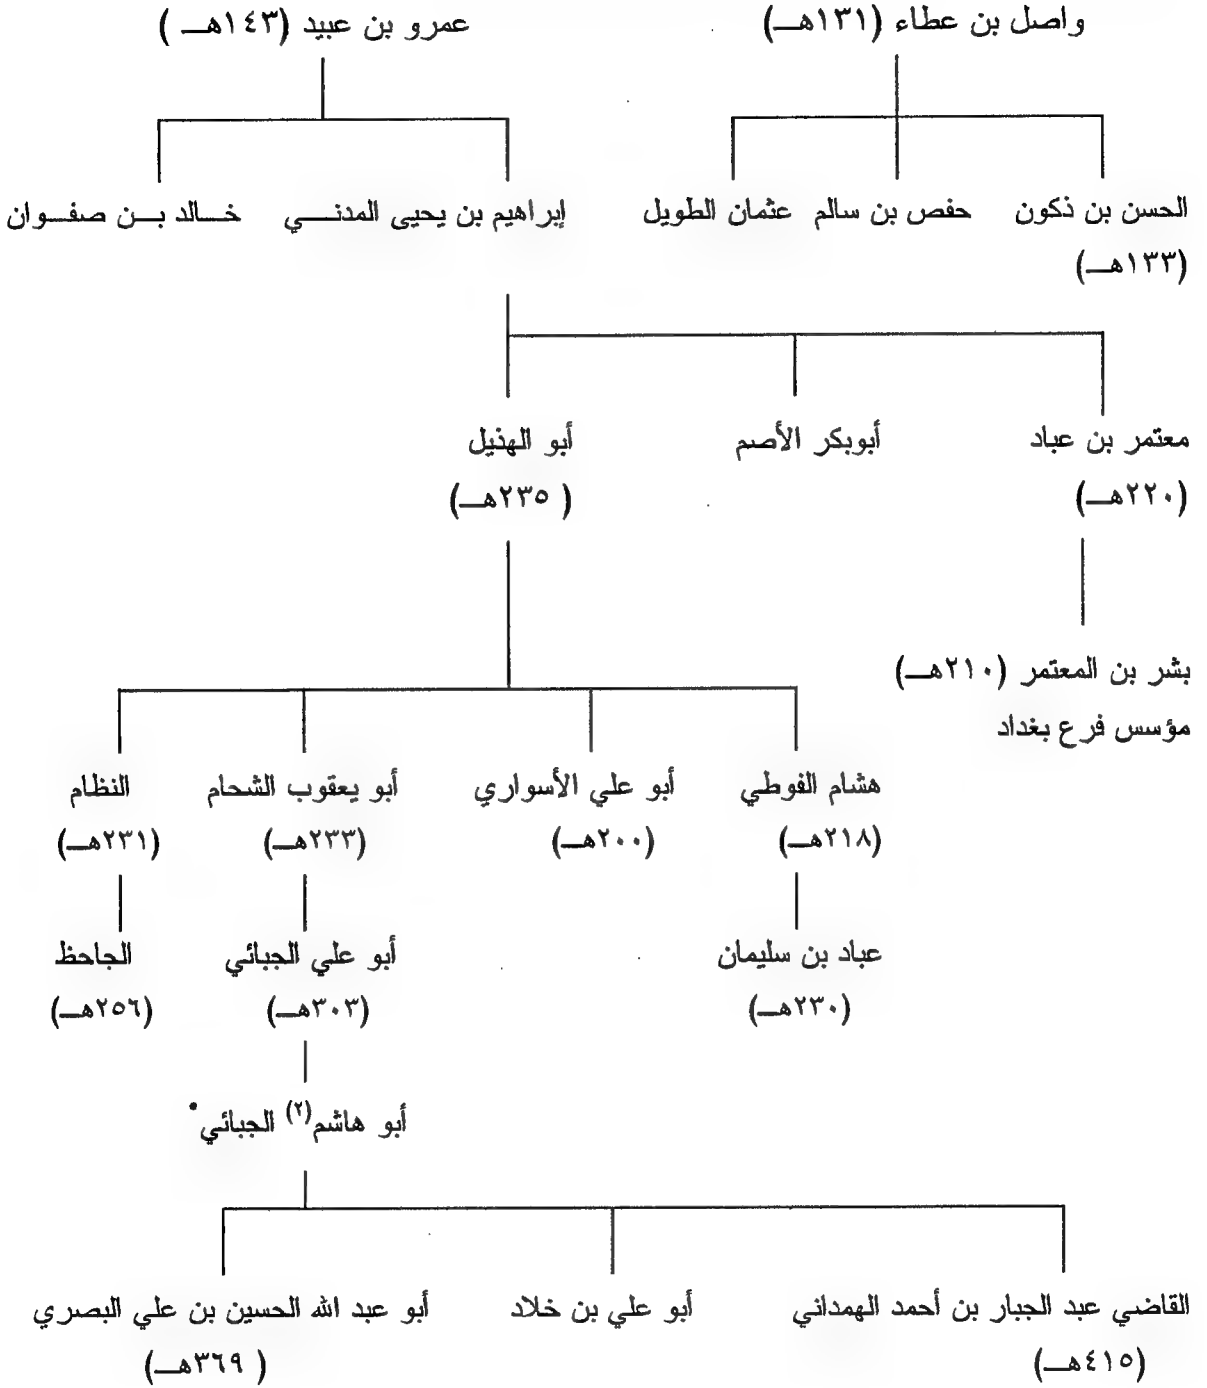 واصل بن عطاء (١٣١هـ) عمرو بن عبيد (١٤٣هـ )
الحسن بن ذكون حفص بن سالم عثمان الطويل إبراهيم بن يحيى المدني خالد بن صفوان
(١٣٣هـ)
معتمر بن عباد أبوبكر الأصم أبو الهذيل
(٢٢٠هـ) ( ٢٣٥هـ)
بشر بن المعتمر (٢١٠هـ)
مؤسس فرع بغداد
هشام الفوطي أبو علي الأسواري أبو يعقوب الشحام النظام
(٢١٨هـ) (٢٠٠هـ) (٢٣٣هـ) (٢٣١هـ)
عباد بن سليمان أبو علي الجبائي الجاحظ
(٢٣٠هـ) (٣٠٣هـ) (٢٥٦هـ)
أبو هاشم(٢) الجبائي•
القاضي عبد الجبار بن أحمد الهمداني أبو علي بن خلاد أبو عبد الله الحسين بن علي البصري
(٤١٥هـ) ( ٣٦٩هـ)